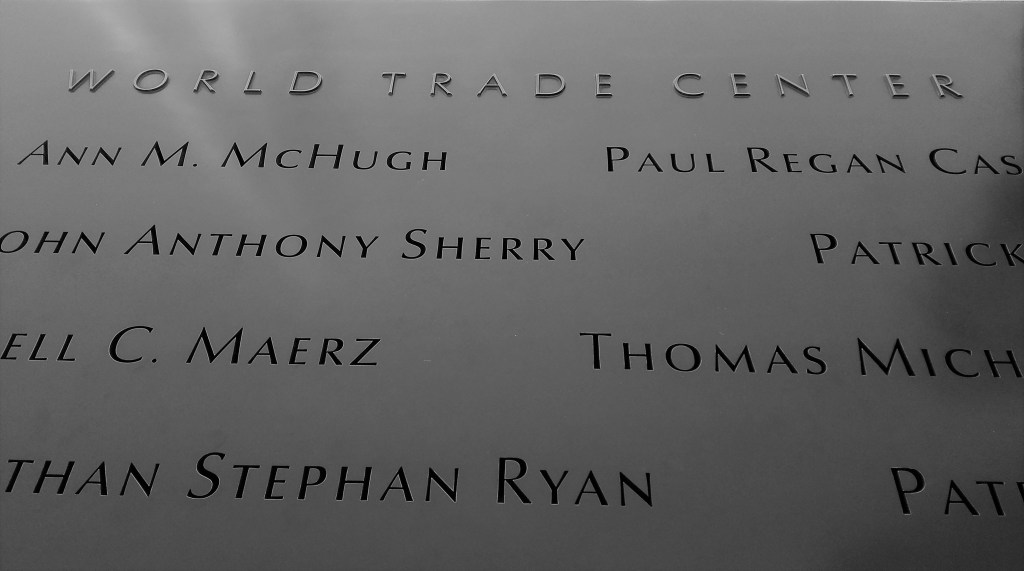 WORLD TRADE CENTER
ANN M. MCHUGH PAUL REGAN CAS
OHN ANTHONY SHERRY PATRICK
ELL C. MAERZ THOMAS MICH
THAN STEPHAN RYAN PAT